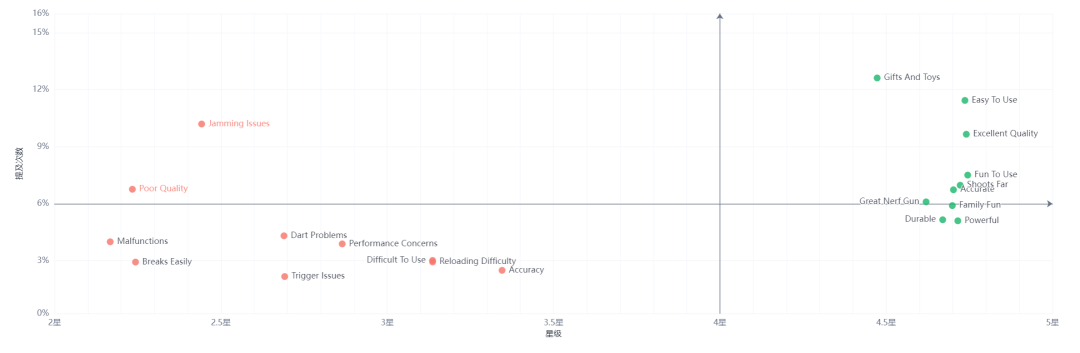 16%
15%
12%
9%
6%
3%
0%
提及次数
Gifts And Toys
Easy To Use
Jamming Issues
Excellent Quality
Fun To Use
Shoots Far
Poor Quality
Accurate
Great Nerf Gun
Family Fun
Durable
Powerful
Dart Problems
Malfunctions
Performance Concerns
Breaks Easily
Difficult To Use
Reloading Difficulty
Trigger Issues
Accuracy
2星
2.5星
3星
3.5星
4星
4.5星
5星
星级